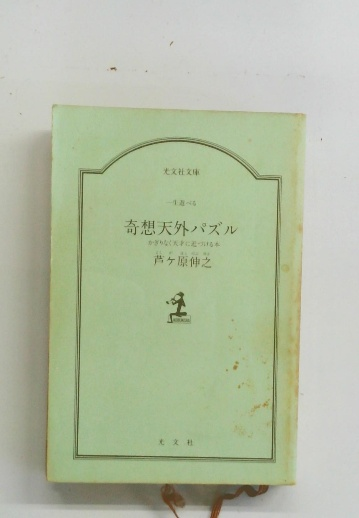 光文社文庫
一生遊べる
奇想天外パズル
かぎりなく天才に近づける本
芦ヶ原伸之
光文社